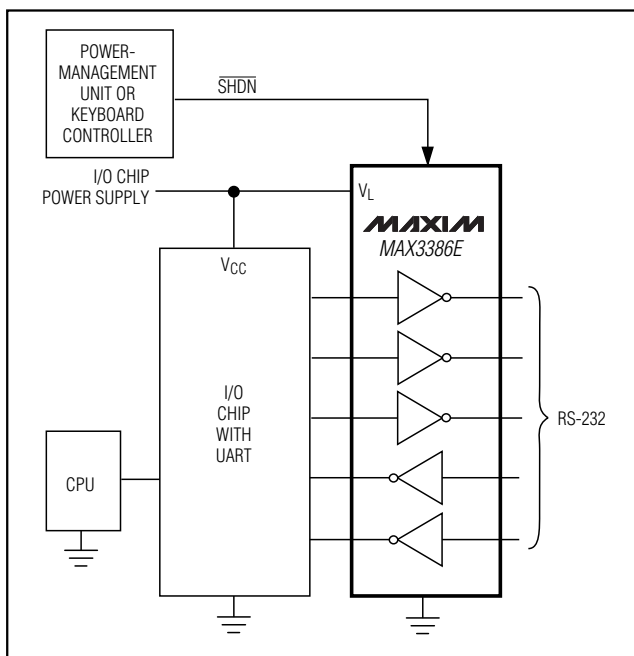 POWER-
MANAGEMENT
UNIT OR
KEYBOARD
CONTROLLER
SHDN
I/O CHIP
POWER SUPPLY
VL
MAXIM
MAX3386E
VCC
I/O
CHIP
WITH
UART
RS-232
CPU